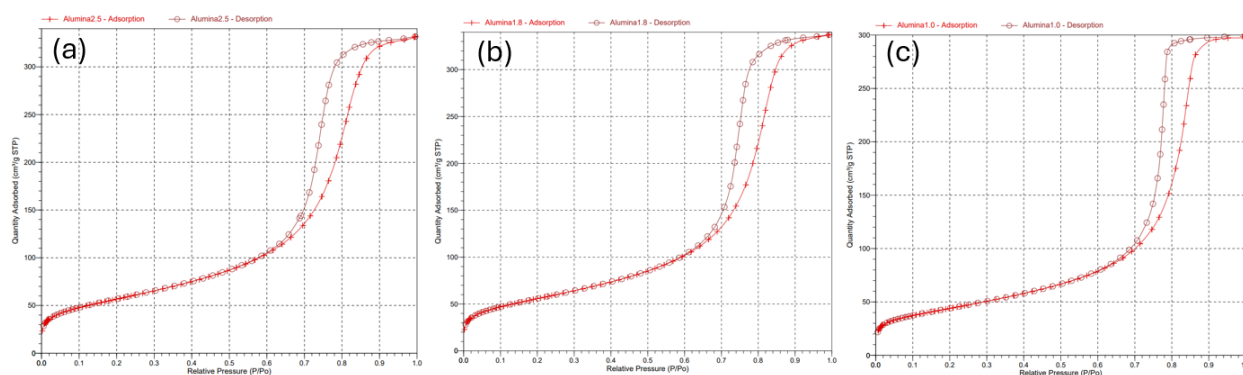 Alumina2.5 - Adsorption Alumina2.5 - Desorption
(a)
Quantity Adsorbed (cm³/g STP)
300
250
200
150
100
50
0
0.0 0.1 0.2 0.3 0.4 0.5 0.6 0.7 0.8 0.9 1.0
Relative Pressure (P/Po)
Alumina1.8 - Adsorption Alumina1.8 - Desorption
(b)
Quantity Adsorbed (cm³/g STP)
300
250
200
150
100
50
0
0.0 0.1 0.2 0.3 0.4 0.5 0.6 0.7 0.8 0.9 1.0
Relative Pressure (P/Po)
Alumina1.0 - Adsorption Alumina1.0 - Desorption
(c)
Quantity Adsorbed (cm³/g STP)
300
250
200
150
100
50
0
0.0 0.1 0.2 0.3 0.4 0.5 0.6 0.7 0.8 0.9 1.0
Relative Pressure (P/Po)